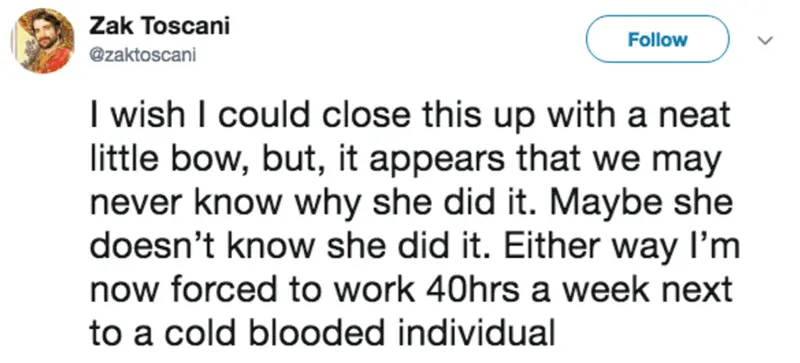 Zak Toscani
@zaktoscani
Follow
I wish I could close this up with a neat
little bow, but, it appears that we may
never know why she did it. Maybe she
doesn’t know she did it. Either way I’m
now forced to work 40hrs a week next
to a cold blooded individual